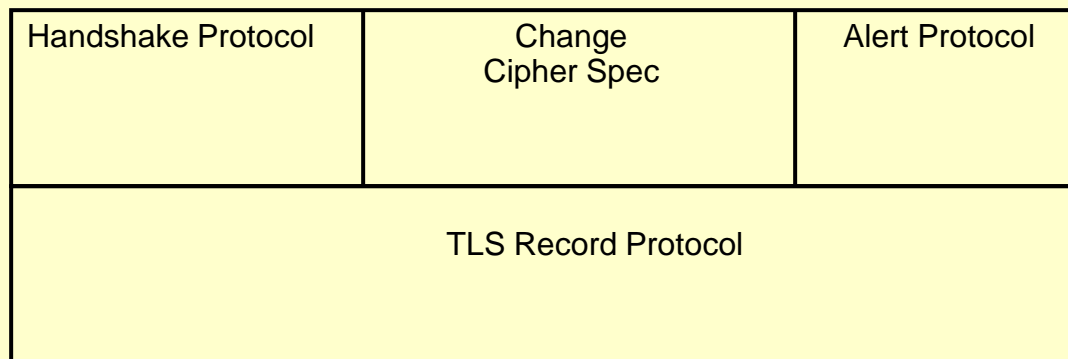 Handshake Protocol
Change
Cipher Spec
Alert Protocol
TLS Record Protocol